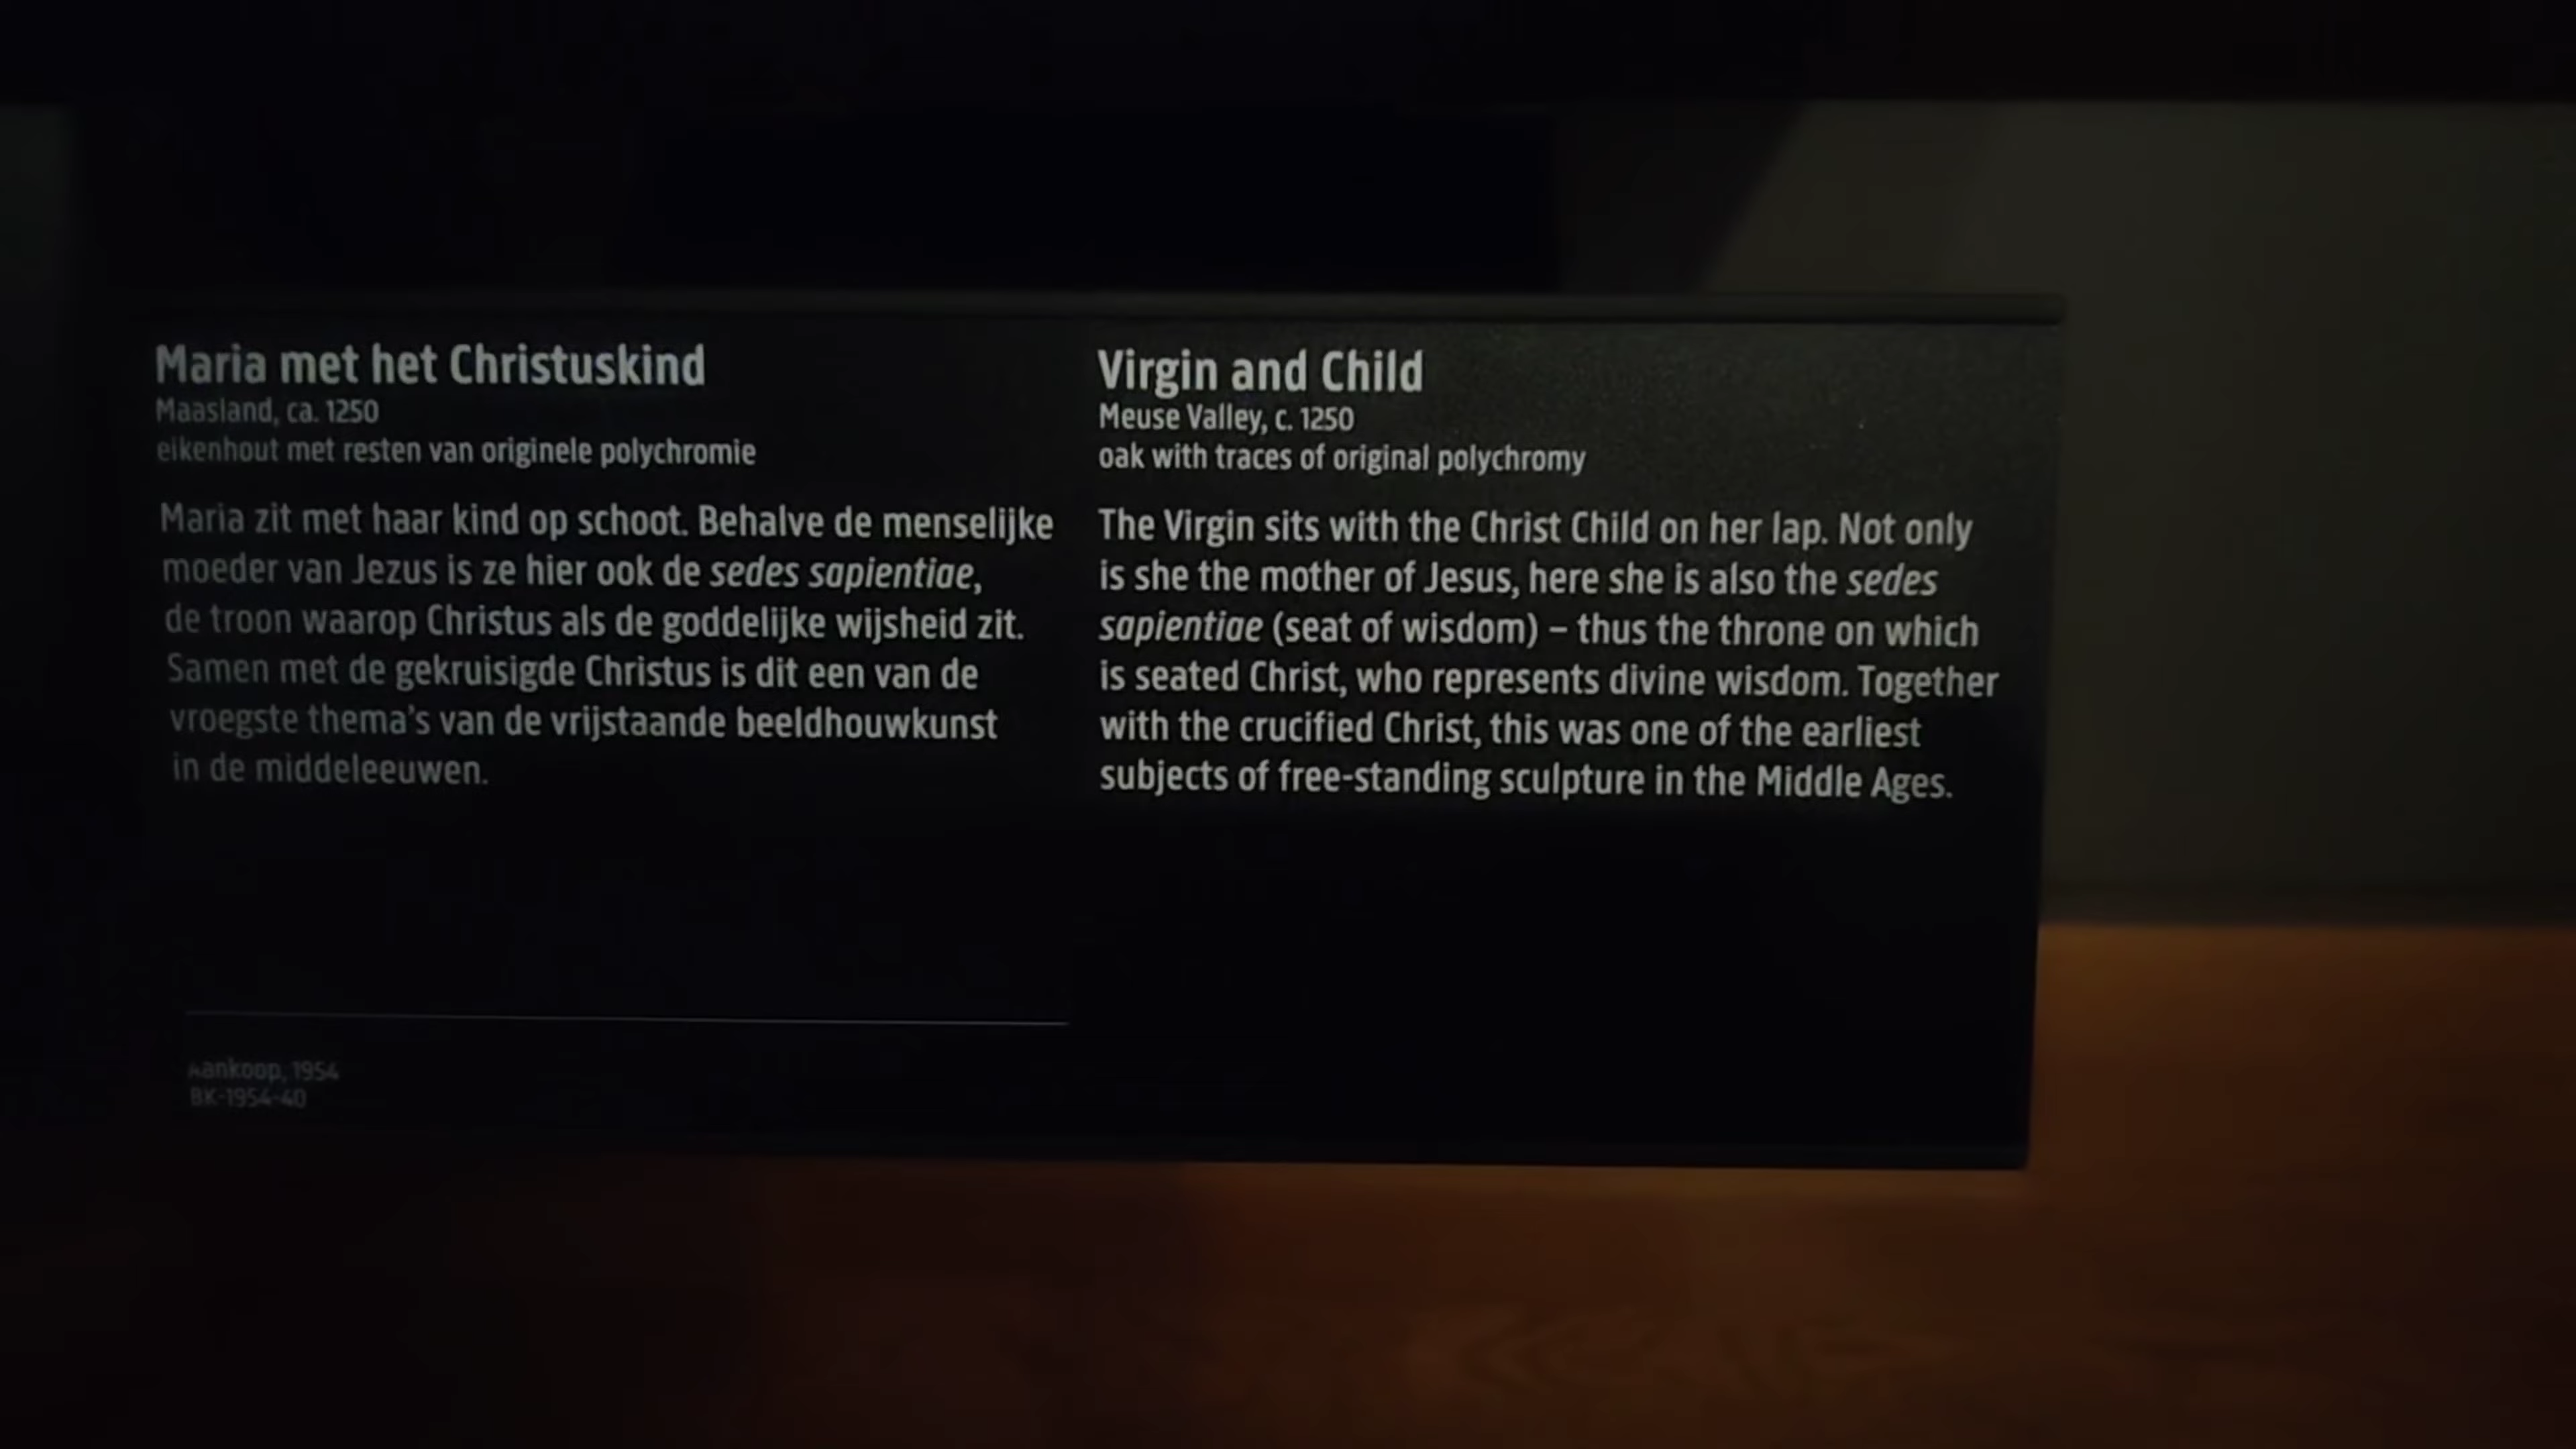 Maria met het Christuskind
Maasland, ca. 1250
eikenhout met resten van originele polychromie
Maria zit met haar kind op schoot. Behalve de menselijke
moeder van Jezus is ze hier ook de sedes sapientiae,
de troon waarop Christus als de goddelijke wijsheid zit.
Samen met de gekruisigde Christus is dit een van de
vroegste thema's van de vrijstaande beeldhouwkunst
in de middeleeuwen.
Aankoop, 1954
BK-1954-40
Virgin and Child
Meuse Valley, c. 1250
oak with traces of original polychromy
The Virgin sits with the Christ Child on her lap. Not only
is she the mother of Jesus, here she is also the sedes
sapientiae (seat of wisdom) – thus the throne on which
is seated Christ, who represents divine wisdom. Together
with the crucified Christ, this was one of the earliest
subjects of free-standing sculpture in the Middle Ages.